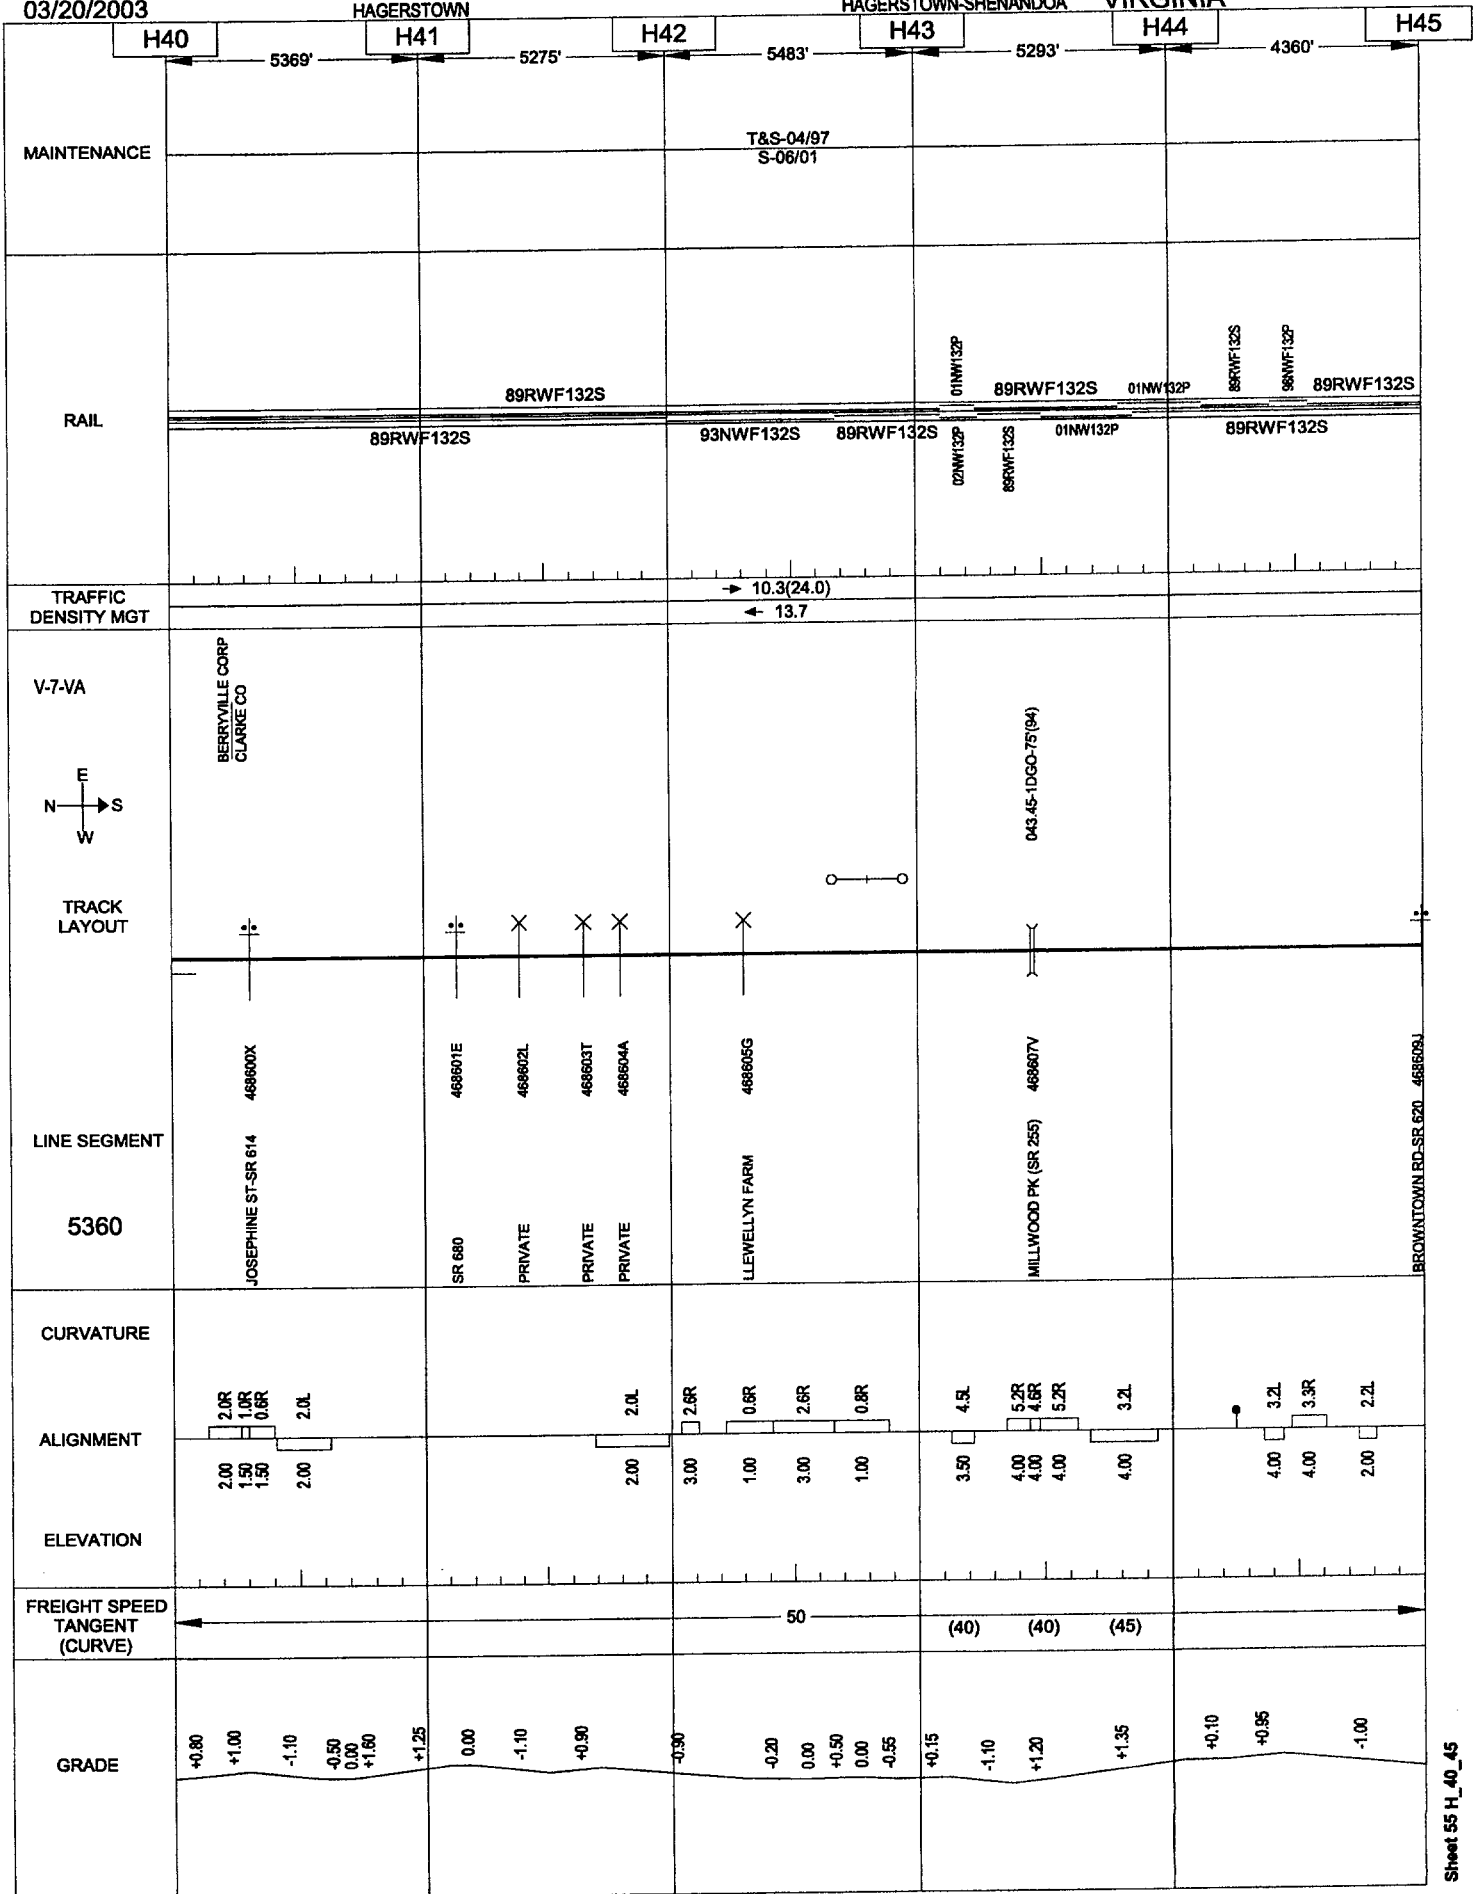 03/20/2003
HAGERSTOWN
HAGERSTOWN-SHENANDOA
VIRGINIA
H40
H41
H42
H43
H44
H45
5369'
5275'
5483'
5293'
4360'
MAINTENANCE
T&S-04/97
S-06/01
RAIL
89RWF132S
01NW132P
89RWF132S
01NW132P
89RWF132S
98NWF132P
89RWF132S
89RWF132S
93NWF132S
89RWF132S
02NW132P
89RWF132S
01NW132P
89RWF132S
TRAFFIC
DENSITY MGT
10.3(24.0)
13.7
V-7-VA
BERRYVILLE CORP
CLARKE CO
043.45-1DGO-75'(94)
E
N
S
W
TRACK
LAYOUT
LINE SEGMENT
5360
JOSEPHINE ST-SR 614 468600X
SR 680 468601E
PRIVATE 468602L
PRIVATE 468603T
PRIVATE 468604A
LLEWELLYN FARM 468605G
MILLWOOD PK (SR 255) 468607V
BROWNTOWN RD-SR 620 468609J
CURVATURE
2.0R
1.0R
0.6R
2.0L
2.0L
2.6R
0.6R
2.6R
0.8R
4.5L
5.2R
4.6R
5.2R
3.2L
3.2L
3.3R
2.2L
ALIGNMENT
2.00
1.50
1.50
2.00
2.00
3.00
1.00
3.00
1.00
3.50
4.00
4.00
4.00
4.00
4.00
4.00
2.00
ELEVATION
FREIGHT SPEED
TANGENT
(CURVE)
50
(40)
(40)
(45)
GRADE
+0.80
+1.00
-1.10
-0.50
0.00
+1.60
+1.25
0.00
-1.10
+0.90
-0.90
-0.20
0.00
+0.50
0.00
-0.55
+0.15
-1.10
+1.20
+1.35
+0.10
+0.95
-1.00
Sheet 55 H_40_45